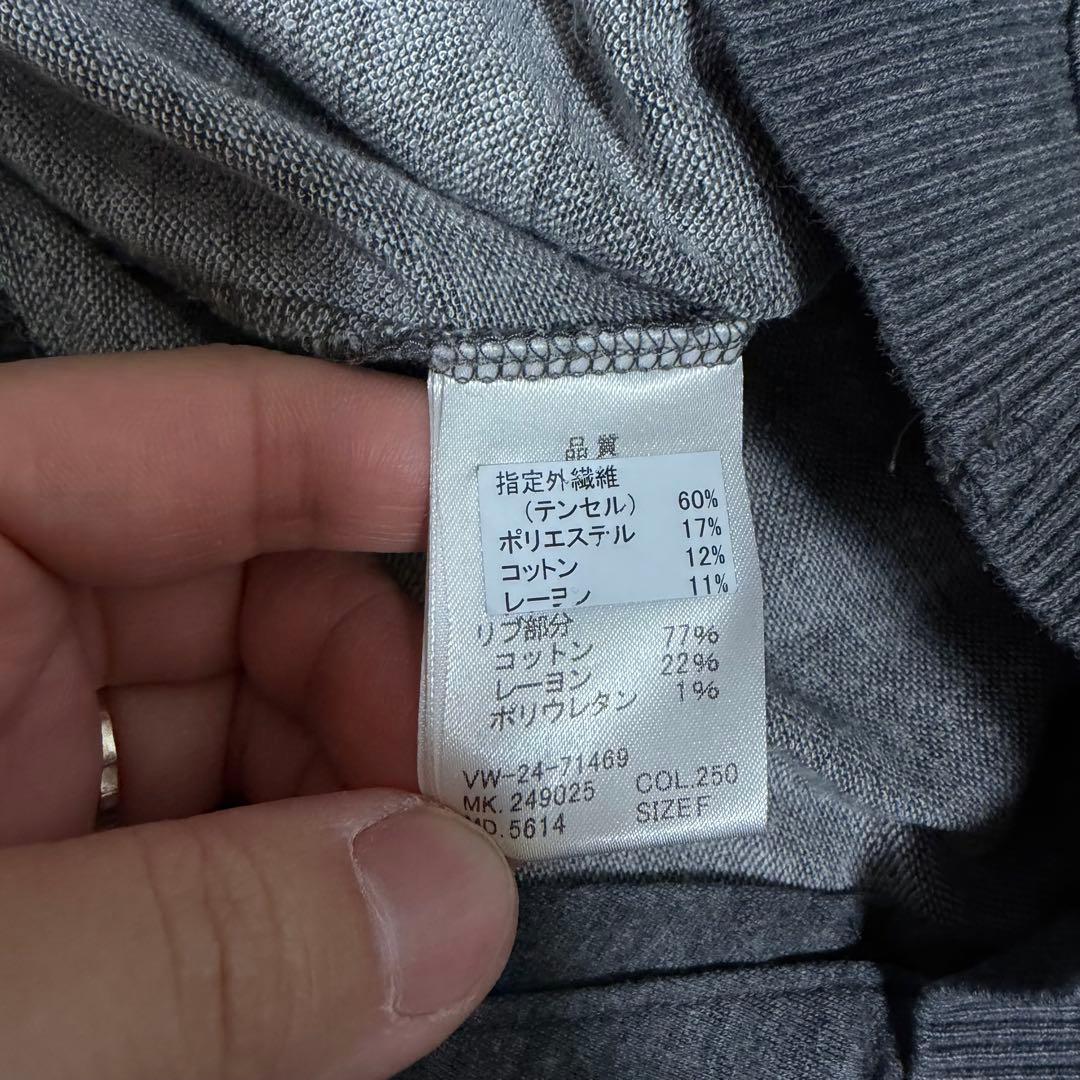 品質
指定外繊維
(テンセル) 60%
ポリエステル 17%
コットン 12%
レーヨン 11%
リブ部分
コットン 77%
レーヨン 22%
ポリウレタン 1%
VW-24-71469
MK. 249025 COL.250
MD.5614 SIZE F